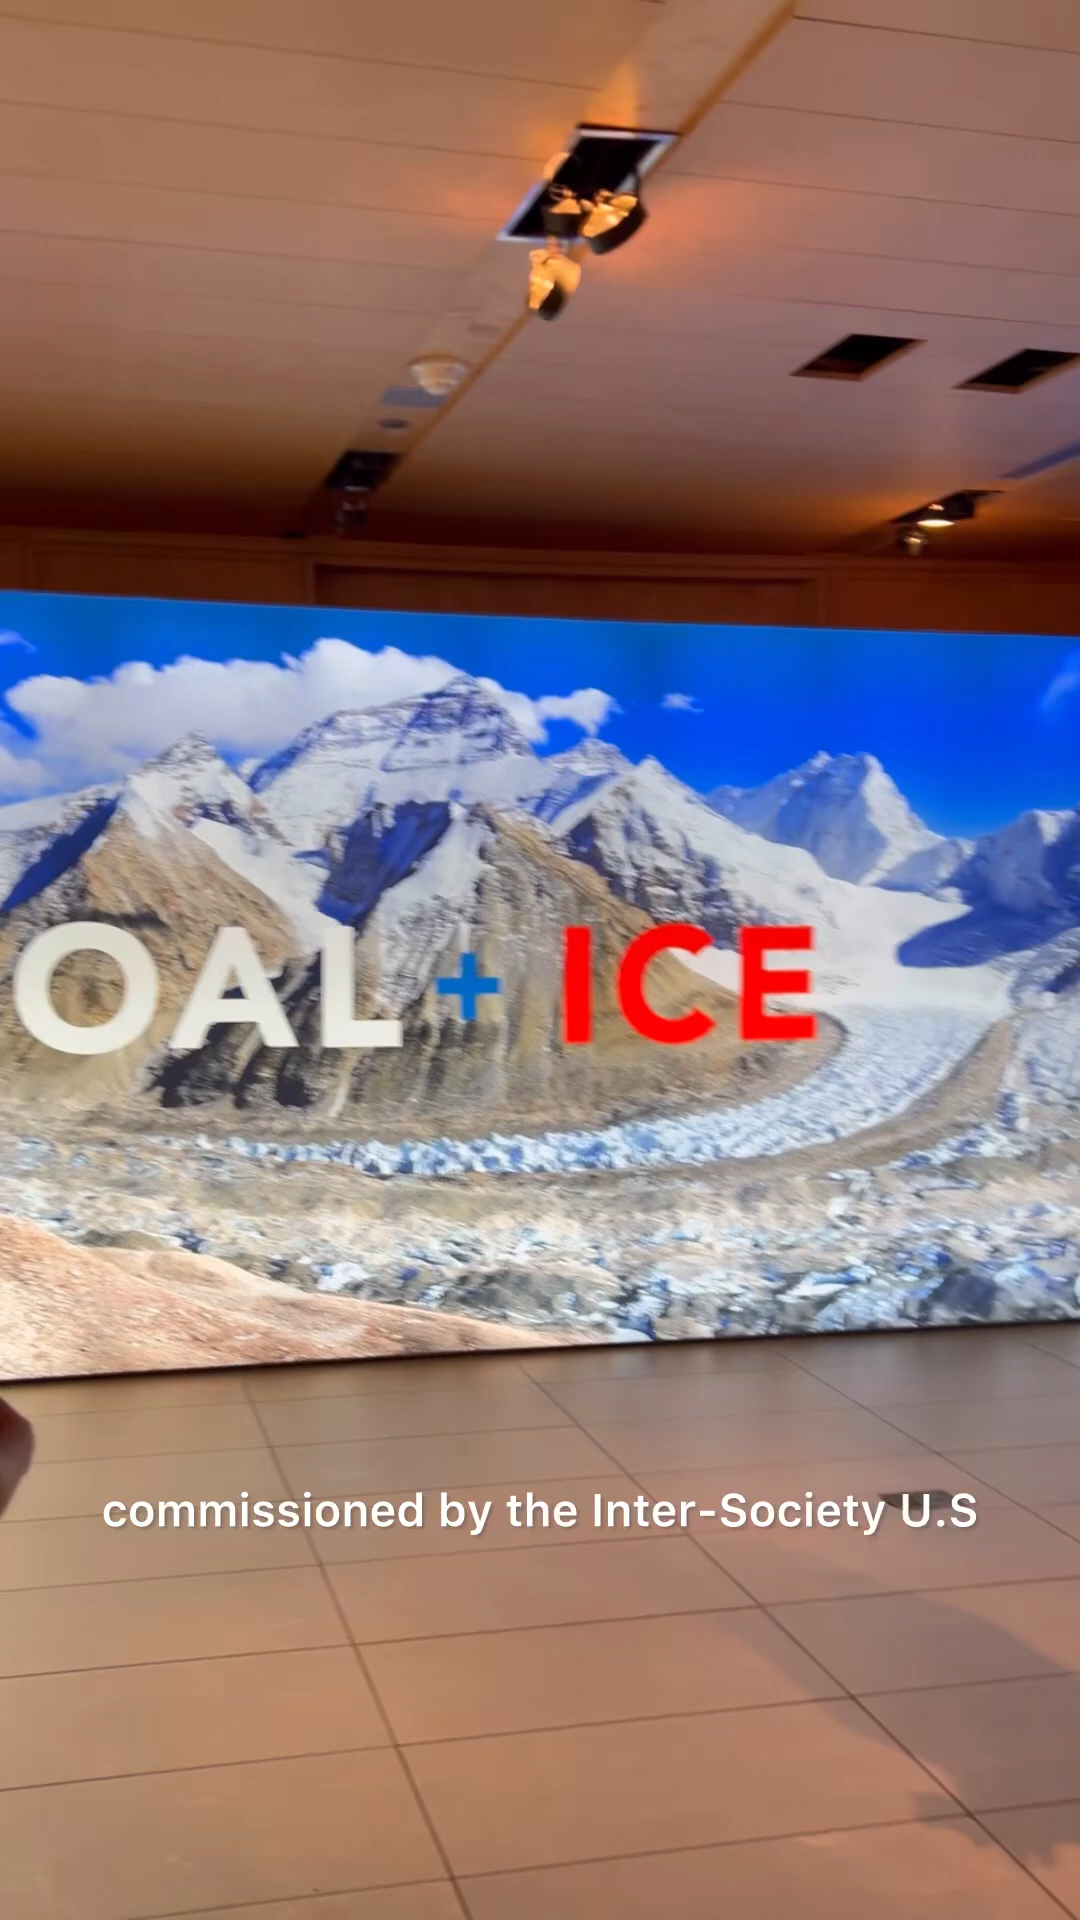 OAL + ICE
commissioned by the Inter-Society U.S